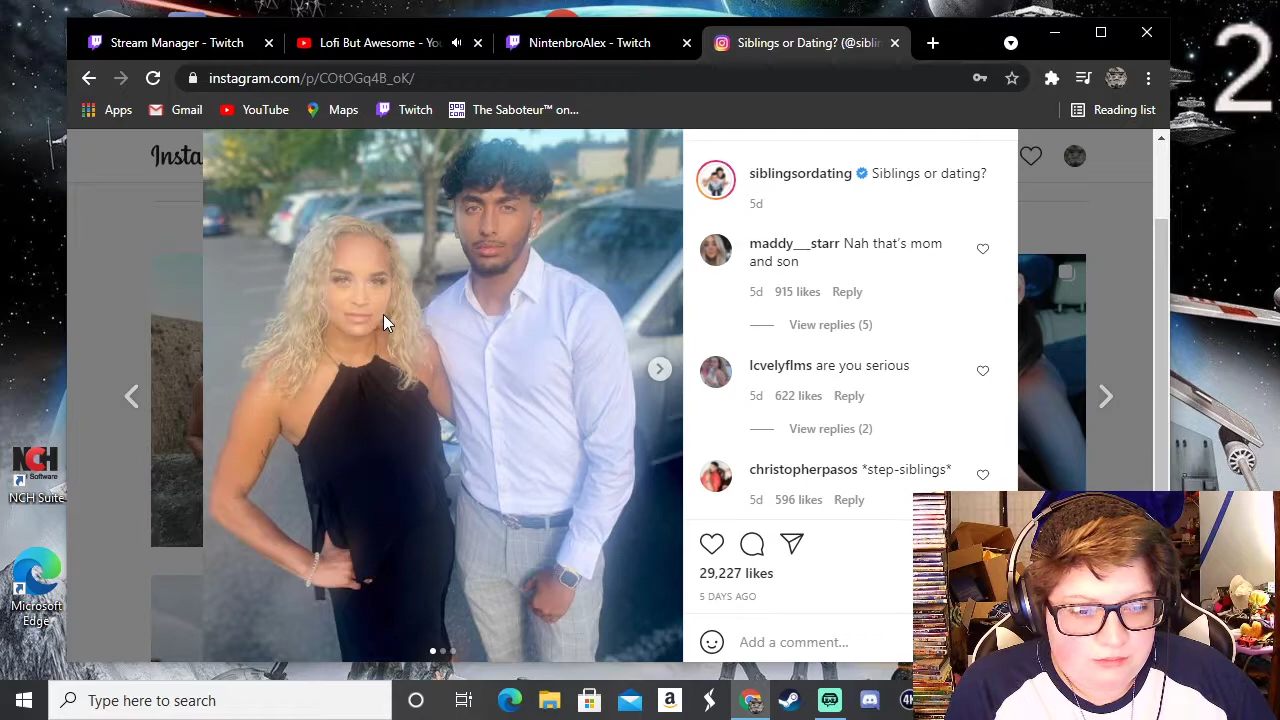 Stream Manager - Twitch
Lofi But Awesome - Yo
NintenbroAlex - Twitch
Siblings or Dating? (@siblin
instagram.com/p/COtOGq4B_oK/
Apps
Gmail
YouTube
Maps
Twitch
The Saboteur™ on...
Reading list
2
Insta
siblingsordating Siblings or dating?
5d
maddy___starr Nah that's mom
and son
5d 915 likes Reply
View replies (5)
lcvelyflms are you serious
5d 622 likes Reply
View replies (2)
christopherpasos *step-siblings*
5d 596 likes Reply
29,227 likes
5 DAYS AGO
Add a comment...
NCH
Software
NCH Suite
Microsoft
Edge
Type here to search